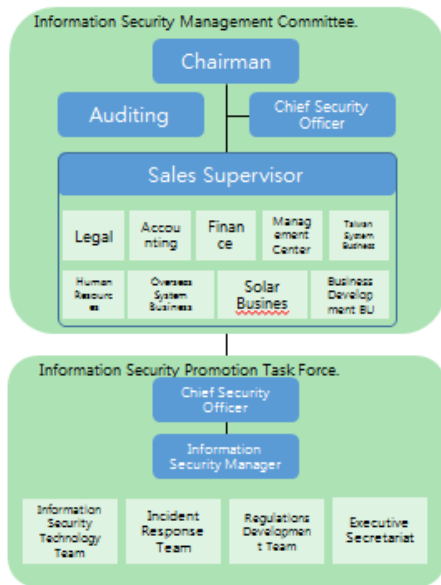 Information Security Management Committee.
Chairman
Auditing
Chief Security
Officer
Sales Supervisor
Legal
Accou
nting
Finan
ce
Manag
ement
Center
Taiwan
System
Business
Human
Resourc
es
Overseas
System
Business
Solar
Busines
Business
Develop
ment BU
Information Security Promotion Task Force.
Chief Security
Officer
Information
Security Manager
Information
Security
Technology
Team
Incident
Response
Team
Regulations
Developmen
t Team
Executive
Secretariat